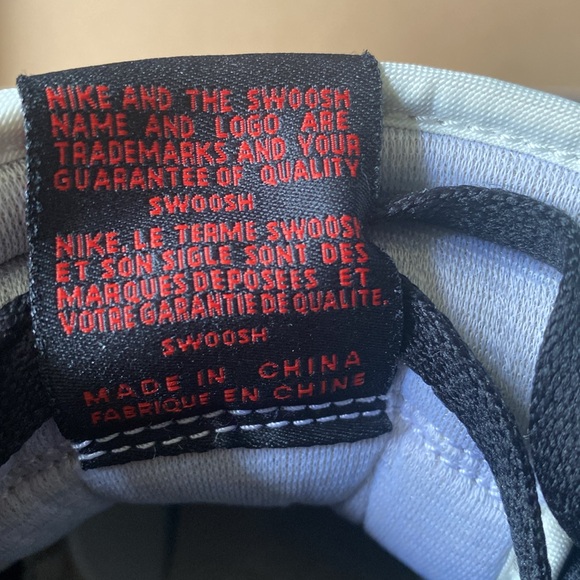 NIKE AND THE SWOOSH
NAME AND LOGO ARE
TRADEMARKS AND YOUR
GUARANTEE OF QUALITY
SWOOSH
NIKE. LE TERME SWOOSH
ET SON SIGLE SONT DES
MARQUES DEPOSEES ET
VOTRE GARANTIE DE QUALITE.
SWOOSH
MADE IN CHINA
FABRIQUE EN CHINE